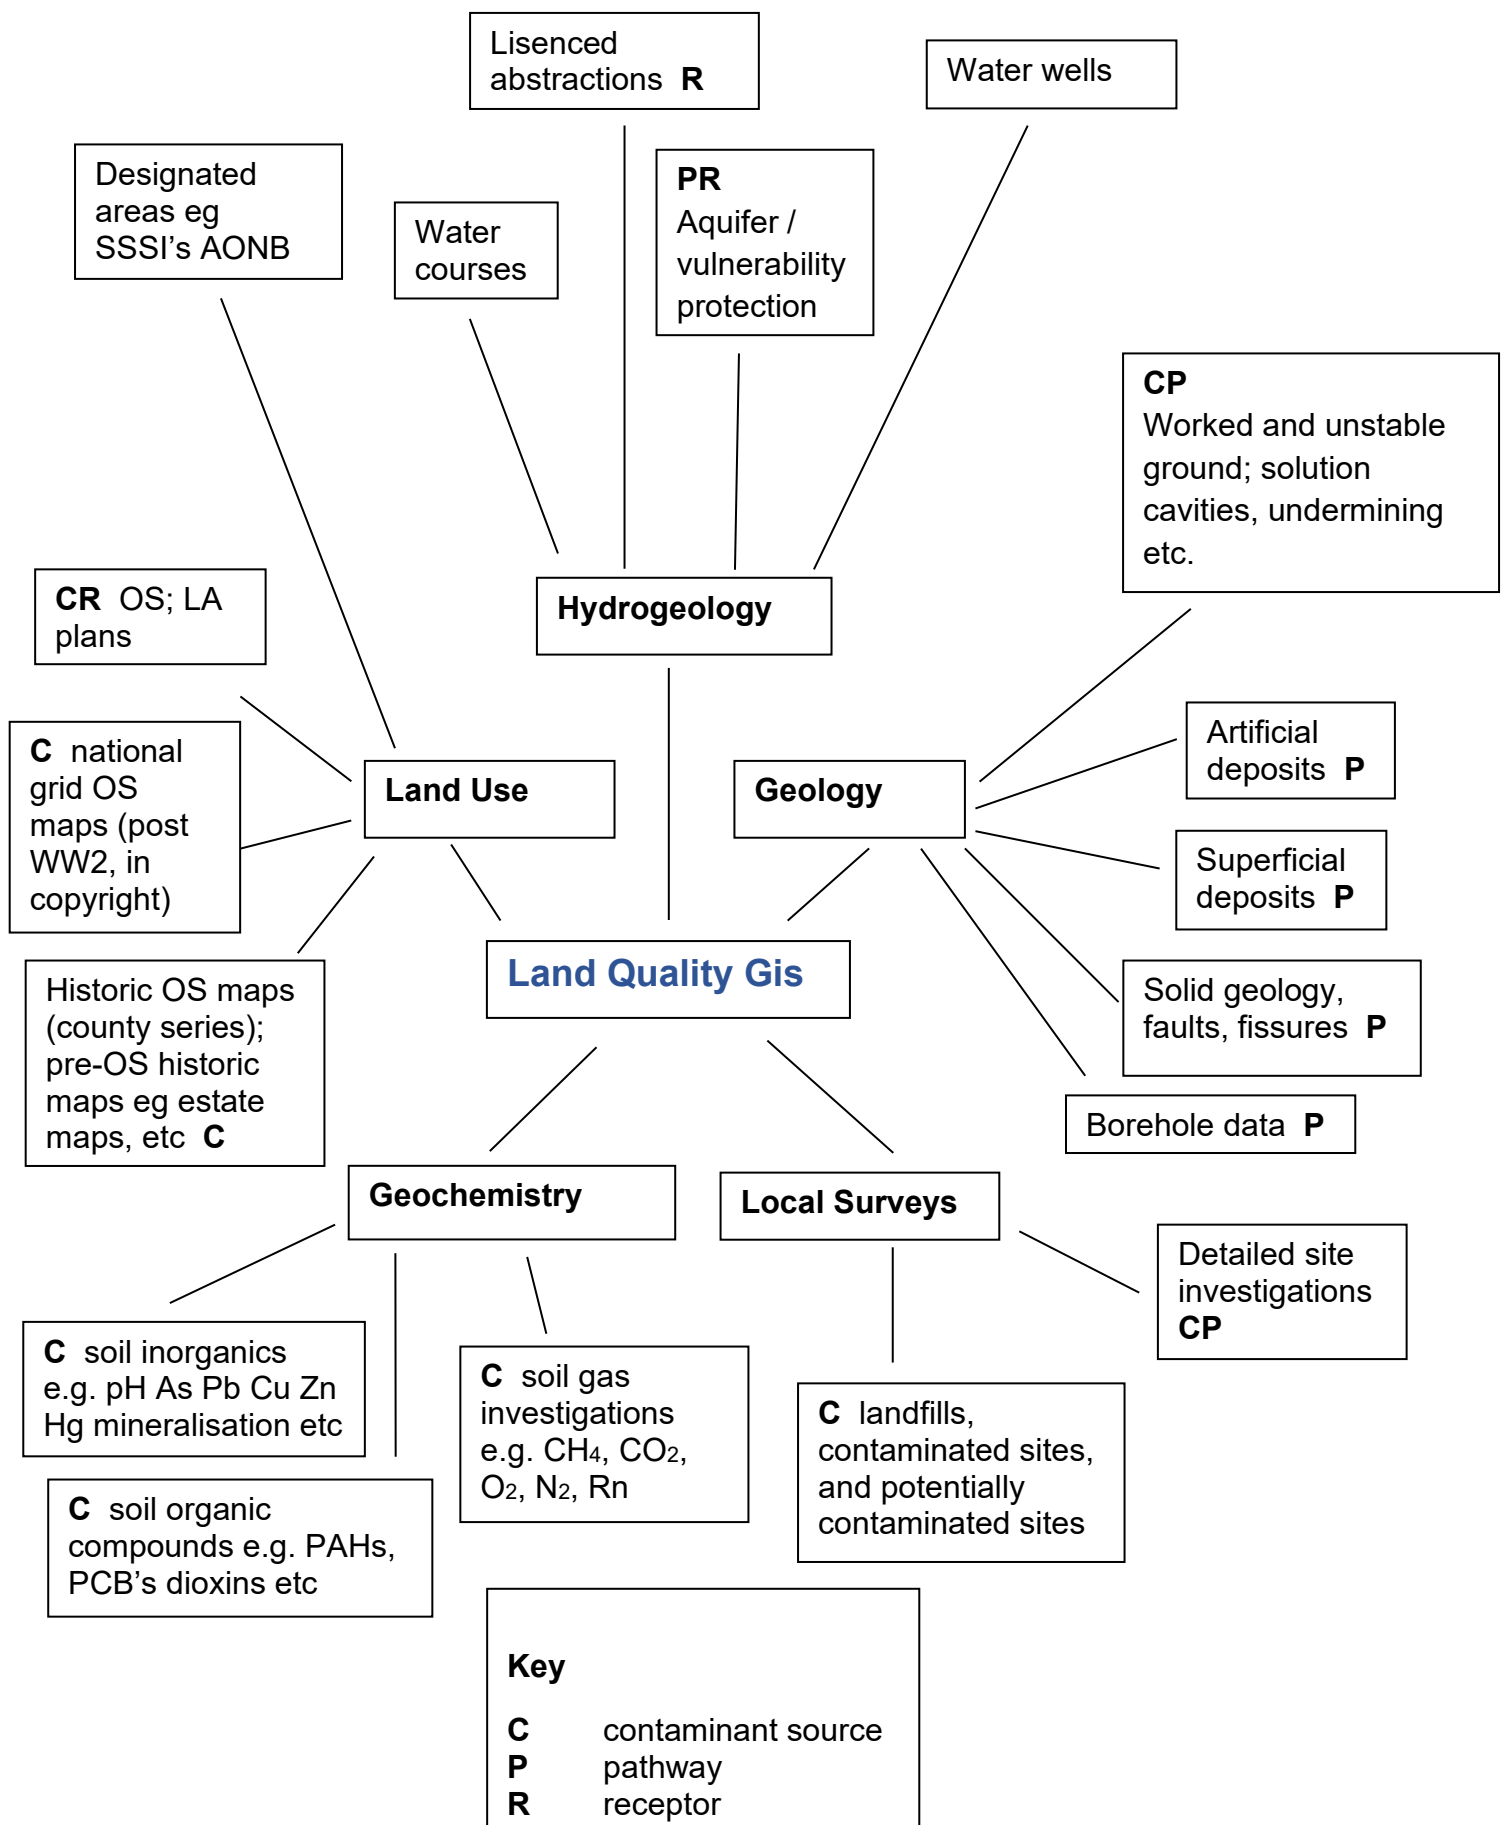 Lisenced
abstractions R
Water wells
Designated
areas eg
SSSI’s AONB
Water
courses
PR
Aquifer /
vulnerability
protection
CP
Worked and unstable
ground; solution
cavities, undermining
etc.
CR OS; LA
plans
Hydrogeology
C national
grid OS
maps (post
WW2, in
copyright)
Land Use
Geology
Artificial
deposits P
Superficial
deposits P
Historic OS maps
(county series);
pre-OS historic
maps eg estate
maps, etc C
Land Quality Gis
Solid geology,
faults, fissures P
Borehole data P
Geochemistry
Local Surveys
Detailed site
investigations
CP
C soil inorganics
e.g. pH As Pb Cu Zn
Hg mineralisation etc
C soil gas
investigations
e.g. CH4, CO2,
O2, N2, Rn
C landfills,
contaminated sites,
and potentially
contaminated sites
C soil organic
compounds e.g. PAHs,
PCB’s dioxins etc
Key
C contaminant source
P pathway
R receptor